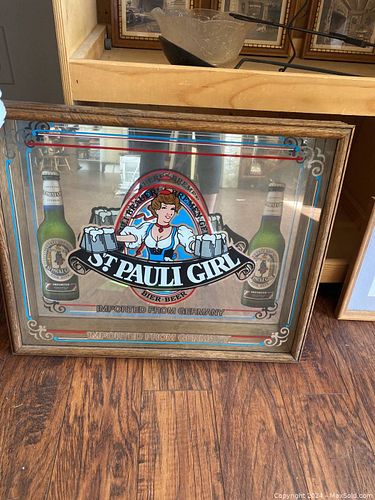 ST. PAULI GIRL
BIER·BEER
IMPORTED FROM GERMANY
IMPORTED FROM GERMANY
Copyright 2024 - MaxSold.com